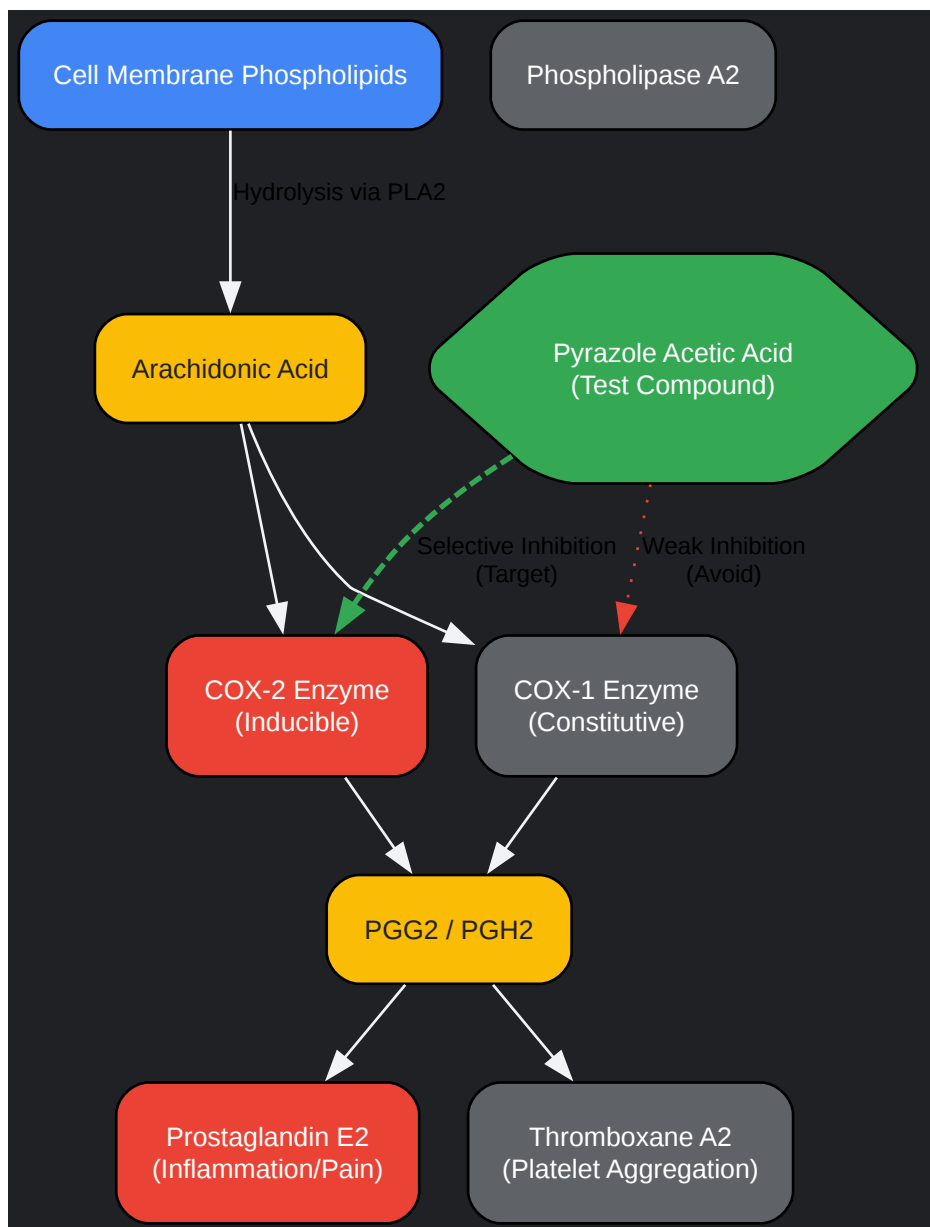 Cell Membrane Phospholipids
Phospholipase A2
Hydrolysis via PLA2
Pyrazole Acetic Acid
(Test Compound)
Arachidonic Acid
Selective Inhibition
(Target)
Weak Inhibition
(Avoid)
COX-2 Enzyme
(Inducible)
COX-1 Enzyme
(Constitutive)
PGG2 / PGH2
Prostaglandin E2
(Inflammation/Pain)
Thromboxane A2
(Platelet Aggregation)